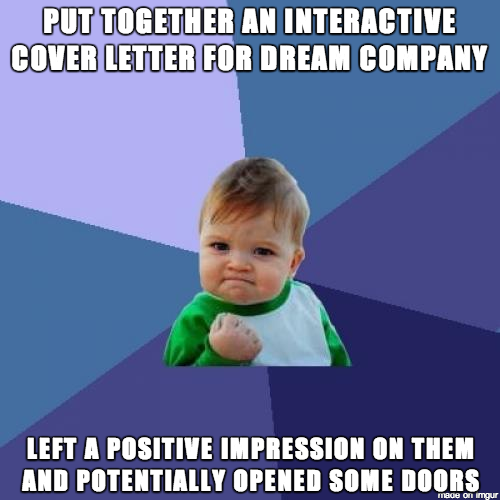 PUT TOGETHER AN INTERACTIVE
COVER LETTER FOR DREAM COMPANY
LEFT A POSITIVE IMPRESSION ON THEM
AND POTENTIALLY OPENED SOME DOORS
made on imgur